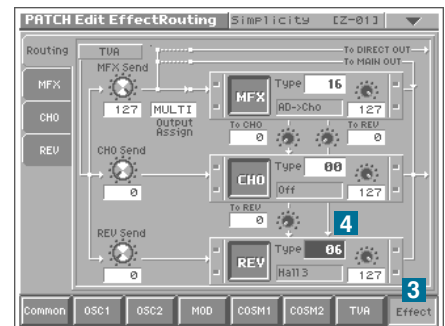 PATCH Edit EffectRouting Simplicity [Z-01]
Routing TVA To DIRECT OUT
MFX Send To MAIN OUT
Type 16
MFX MFX
127 MULTI AD->Cho 127
Output Assign
To CHO To REV
0 0
CHO
CHO Send Type 00
CHO Off
0 127
REV
To REV
0
4
REV Send Type 06
REV Hall3
0 127
3
Common OSC1 OSC2 MOD COSM1 COSM2 TVA Effect